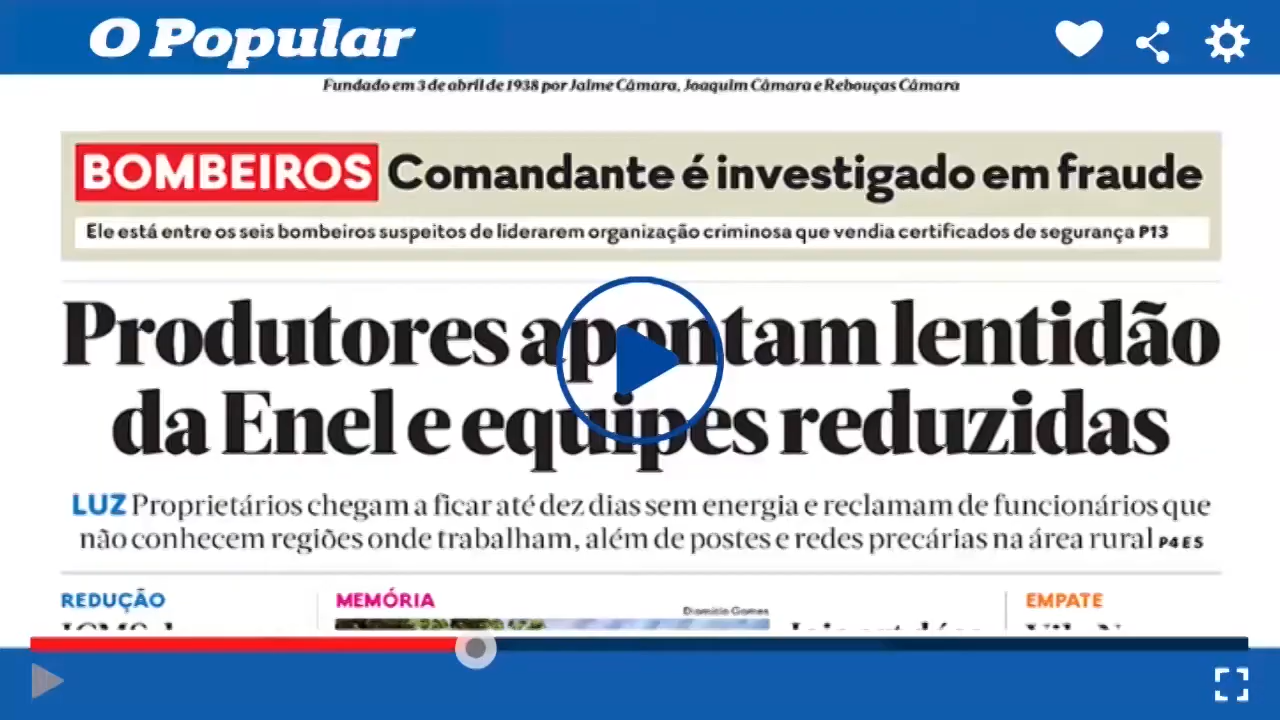 O Popular
Fundado em 3 de abril de 1938 por Jaime Câmara, Joaquim Câmara e Rebouças Câmara
BOMBEIROS Comandante é investigado em fraude
Ele está entre os seis bombeiros suspeitos de liderarem organização criminosa que vendia certificados de segurança P13
Produtores apontam lentidão
da Enel e equipes reduzidas
LUZ Proprietários chegam a ficar até dez dias sem energia e reclamam de funcionários que
não conhecem regiões onde trabalham, além de postes e redes precárias na área rural P4 E 5
REDUÇÃO
MEMÓRIA
Diomício Gomes
EMPATE